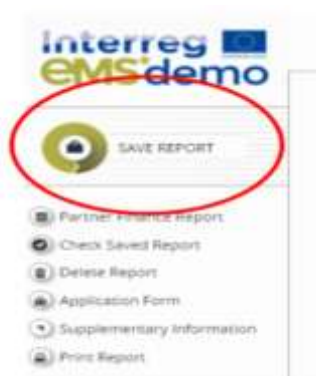 Interreg
eMS demo
SAVE REPORT
Partner Finance Report
Check Saved Report
Delete Report
Application Form
Supplementary Information
Print Report